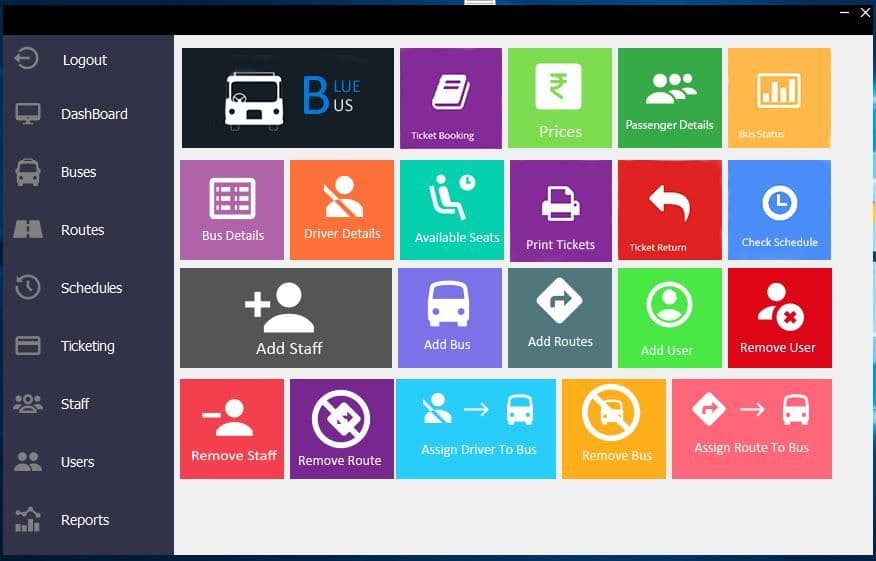 Logout
DashBoard
Buses
Routes
Schedules
Ticketing
Staff
Users
Reports
BLUE
BUS
Ticket Booking
₹
Prices
Passenger Details
Bus Status
Bus Details
Driver Details
Available Seats
Print Tickets
Ticket Return
Check Schedule
Add Staff
Add Bus
Add Routes
Add User
Remove User
Remove Staff
Remove Route
Assign Driver To Bus
Remove Bus
Assign Route To Bus